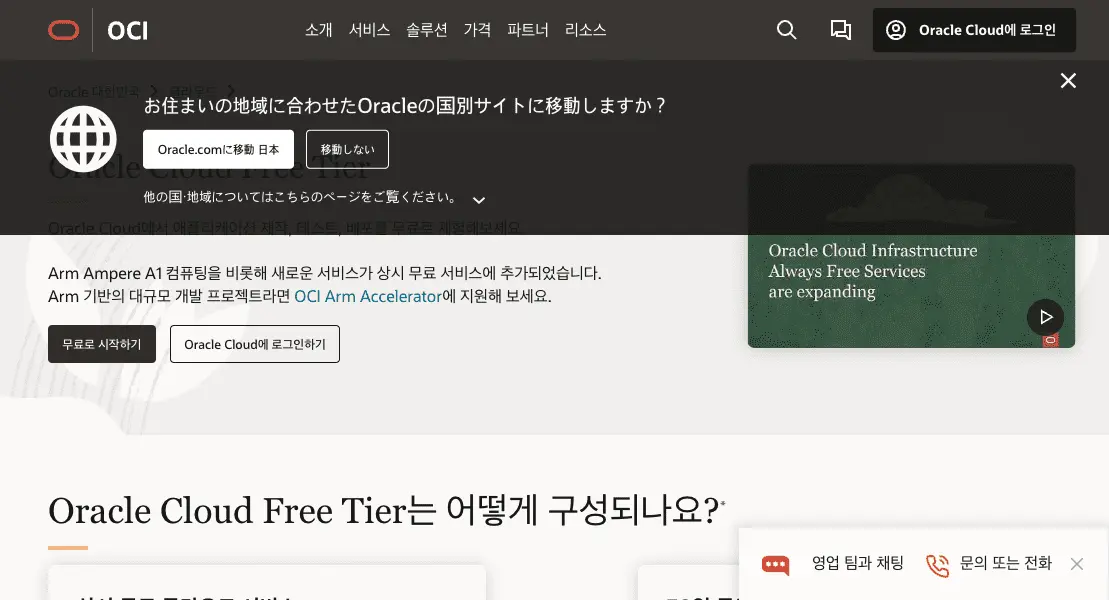 OCI
소개 서비스 솔루션 가격 파트너 리소스
Oracle Cloud에 로그인
Oracle 대한민국 클라우드
お住まいの地域に合わせたOracleの国別サイトに移動しますか？
Oracle.comに移動 日本 移動しない
Oracle Cloud Free Tier
他の国·地域についてはこちらのページをご覧ください。
Oracle Cloud에서 애플리케이션 제작, 테스트, 배포를 무료로 체험해보세요.
Arm Ampere A1 컴퓨팅을 비롯해 새로운 서비스가 상시 무료 서비스에 추가되었습니다.
Arm 기반의 대규모 개발 프로젝트라면 OCI Arm Accelerator에 지원해 보세요.
무료로 시작하기 Oracle Cloud에 로그인하기
Oracle Cloud Infrastructure
Always Free Services
are expanding
Oracle Cloud Free Tier는 어떻게 구성되나요?*
영업 팀과 채팅 문의 또는 전화